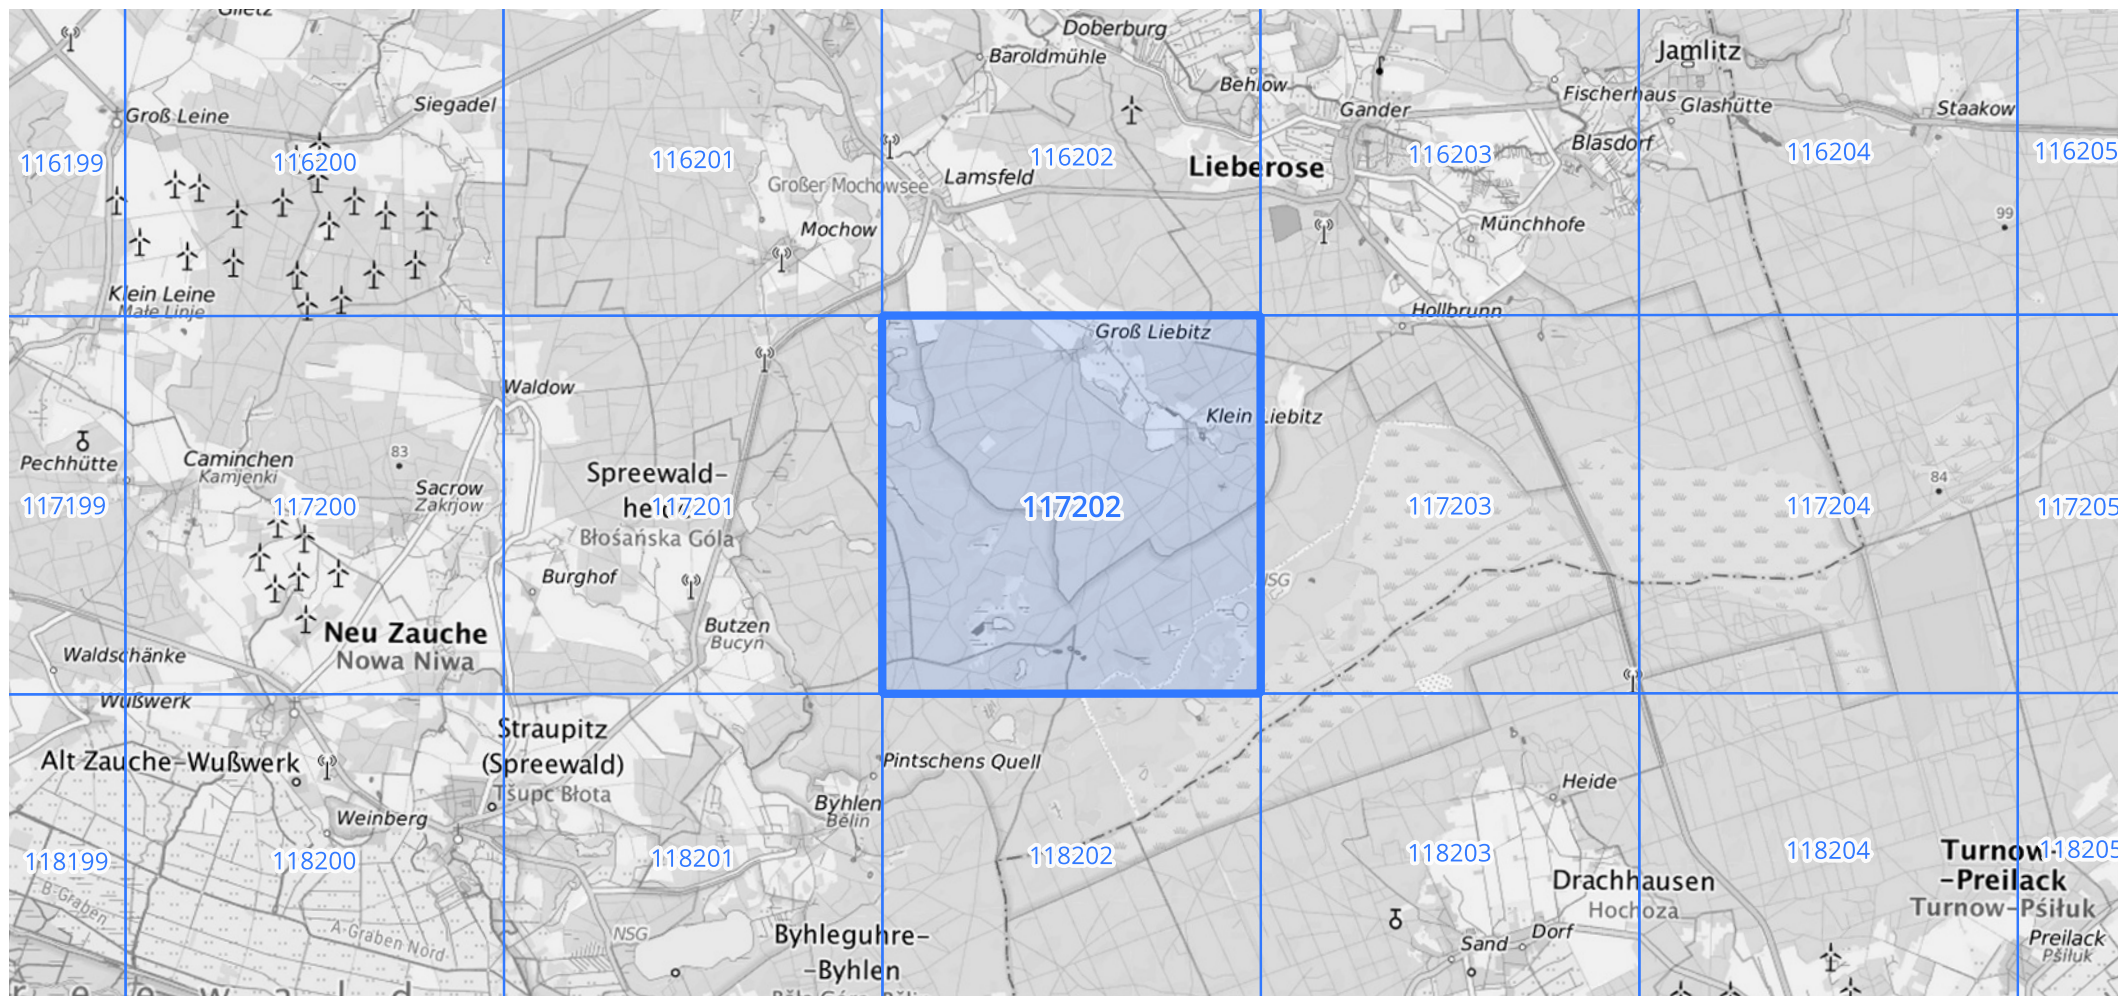 Doberburg
Baroldmühle
Jamlitz
Behlow
Groß Leine
Siegadel
Gander
Fischerhaus
Glashütte
Staakow
Blasdorf
116199
116200
116201
116202
116203
116204
116205
Lieberose
Großer Mochowsee
Lamsfeld
Mochow
Münchhofe
99
Klein Leine
Małe Linje
Hollbrunn
Groß Liebitz
Waldow
Klein Liebitz
Pechhütte
Caminchen
Kamjenki
83
Sacrow
Zakrjow
Spreewald-
heide
Błośańska Góla
84
117199
117200
117201
117202
117203
117204
117205
Burghof
NSG
Butzen
Bucyn
Neu Zauche
Nowa Niwa
Waldschänke
Wußwerk
Straupitz
(Spreewald)
Tšupc Błota
Alt Zauche-Wußwerk
Pintschens Quell
Heide
Weinberg
Byhlen
Bělin
118199
118200
118201
118202
118203
118204
118205
Turnow-
-Preilack
Turnow-Pśiłuk
Drachhausen
Hochoza
B-Graben
A-Graben Nord
NSG
Byhleguhre-
-Byhlen
Sand
Dorf
Preilack
Pśiłuk